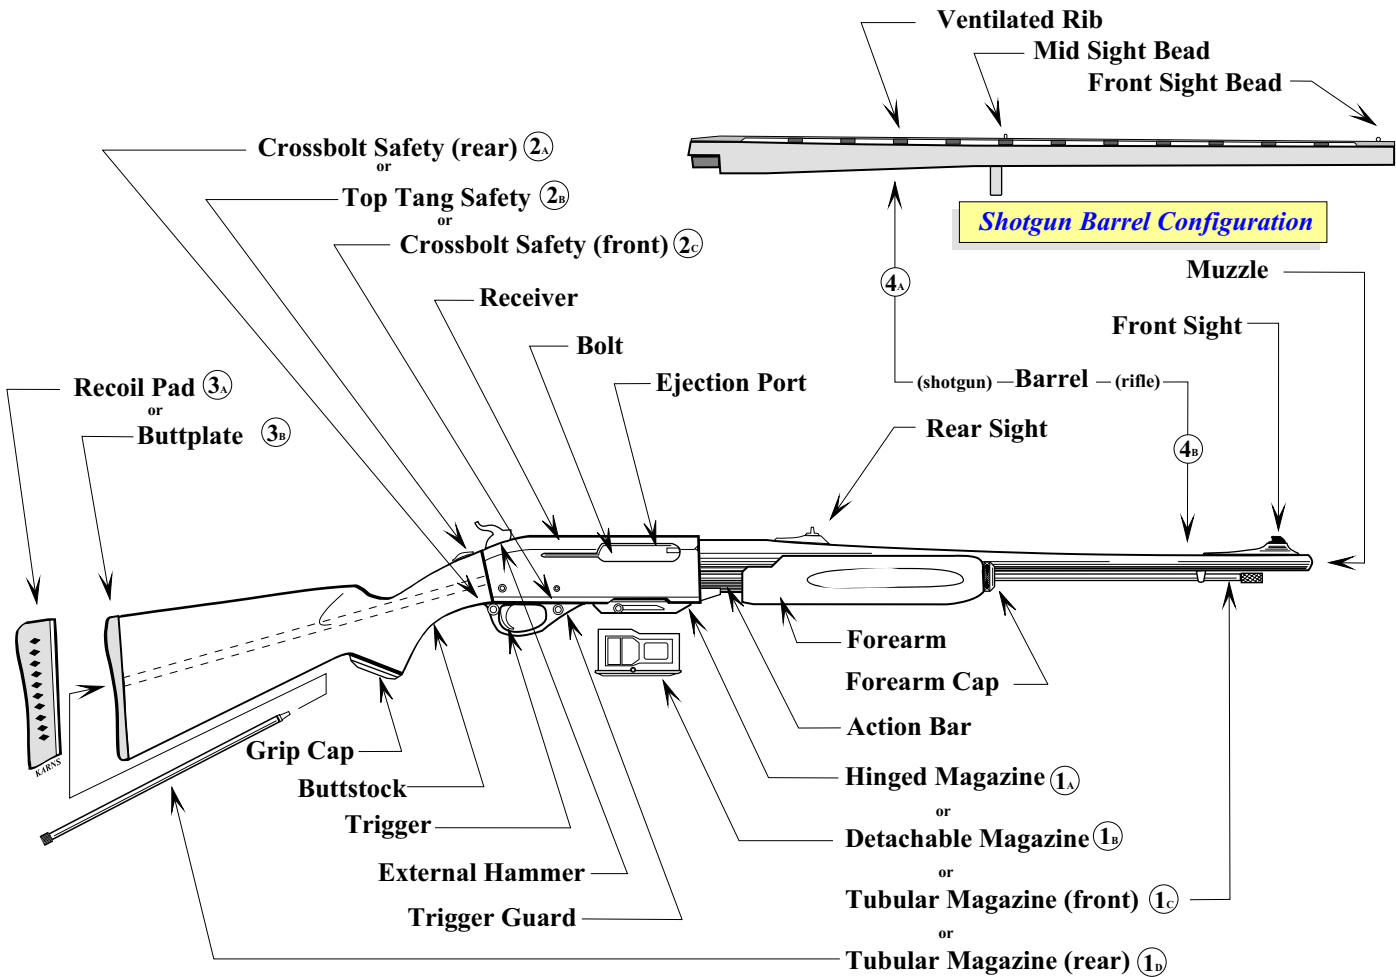 Ventilated Rib
Mid Sight Bead
Front Sight Bead
Crossbolt Safety (rear) 2A
or
Top Tang Safety 2B
or
Crossbolt Safety (front) 2C
Shotgun Barrel Configuration
Muzzle
4A
Receiver
Front Sight
Bolt
Ejection Port
(shotgun) Barrel (rifle)
Recoil Pad 3A
or
Buttplate 3B
Rear Sight
4B
Forearm
Forearm Cap
Action Bar
KARNS
Grip Cap
Buttstock
Trigger
External Hammer
Trigger Guard
Hinged Magazine 1A
or
Detachable Magazine 1B
or
Tubular Magazine (front) 1C
or
Tubular Magazine (rear) 1D